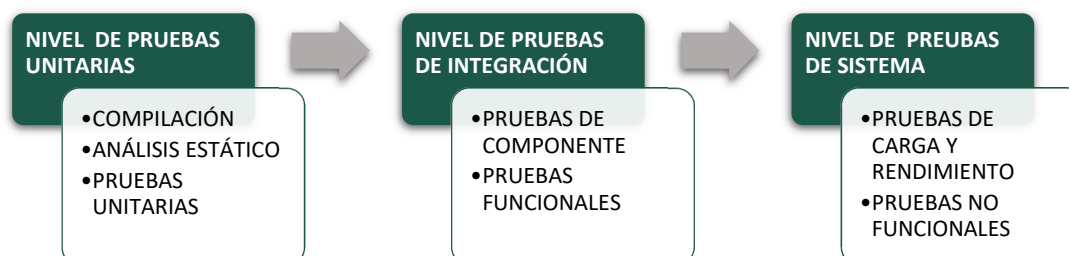 NIVEL DE PRUEBAS
UNITARIAS
•COMPILACIÓN
•ANÁLISIS ESTÁTICO
•PRUEBAS
UNITARIAS
NIVEL DE PRUEBAS
DE INTEGRACIÓN
•PRUEBAS DE
COMPONENTE
•PRUEBAS
FUNCIONALES
NIVEL DE PREUBAS
DE SISTEMA
•PRUEBAS DE
CARGA Y
RENDIMIENTO
•PRUEBAS NO
FUNCIONALES